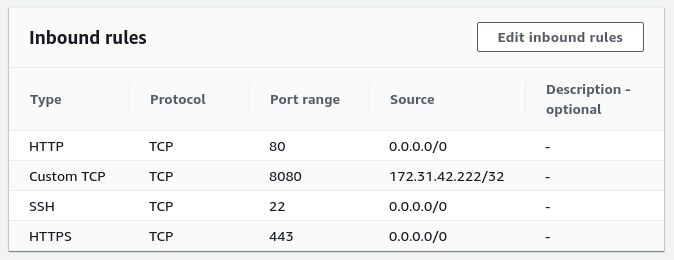 Inbound rules
Edit inbound rules
Type Protocol Port range Source Description - optional
HTTP TCP 80 0.0.0.0/0 -
Custom TCP TCP 8080 172.31.42.222/32 -
SSH TCP 22 0.0.0.0/0 -
HTTPS TCP 443 0.0.0.0/0 -